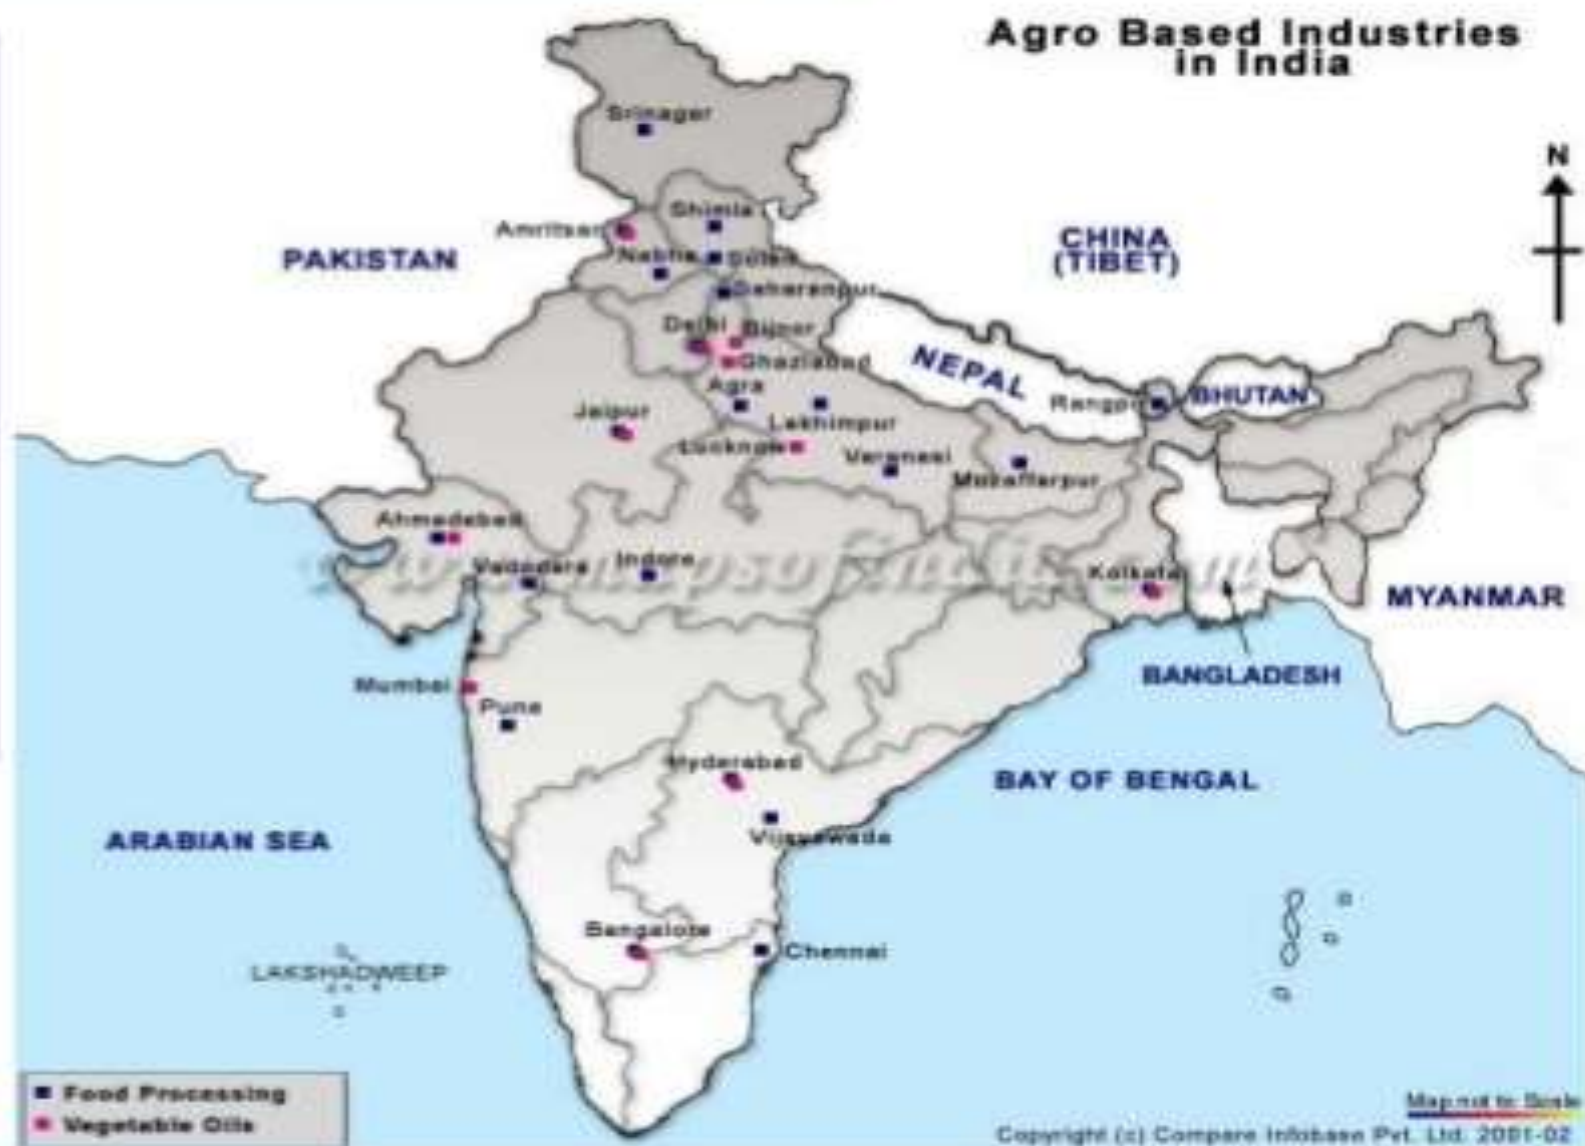 Agro Based Industries
in India
N
Srinagar
Shimla
Amritsar
PAKISTAN
CHINA
(TIBET)
Nabha
Saharanpur
Delhi
Bijnor
Ghaziabad
NEPAL
Agra
BHUTAN
Jaipur
Lakhimpur
Lucknow
Varanasi
Muzaffarpur
Ahmadabad
Vadodara
Indore
Kolkata
MYANMAR
BANGLADESH
Mumbai
Pune
Hyderabad
BAY OF BENGAL
Vijayawada
ARABIAN SEA
Bangalore
Chennai
LAKSHADWEEP
Food Processing
Vegetable Oils
Map not to Scale
Copyright (c) Compare Infobase Pvt. Ltd. 2001-02